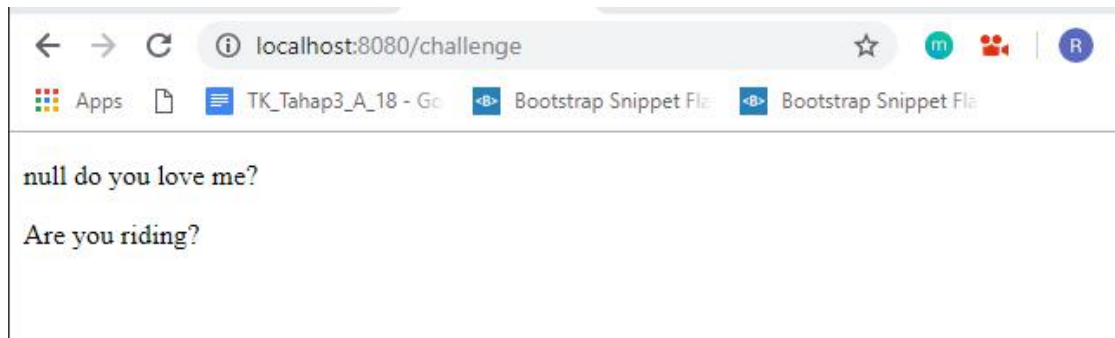 localhost:8080/challenge
m
R
Apps TK_Tahap3_A_18 - Go <B> Bootstrap Snippet Fla <B> Bootstrap Snippet Fla
null do you love me?
Are you riding?